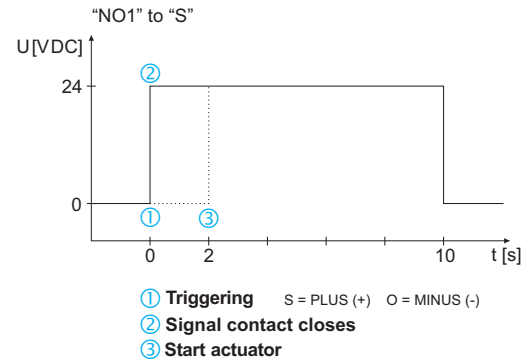 “NO1” to “S”
U[VDC]
②
24
0
① ③
0 2 10 t [s]
① Triggering S = PLUS (+) O = MINUS (-)
② Signal contact closes
③ Start actuator